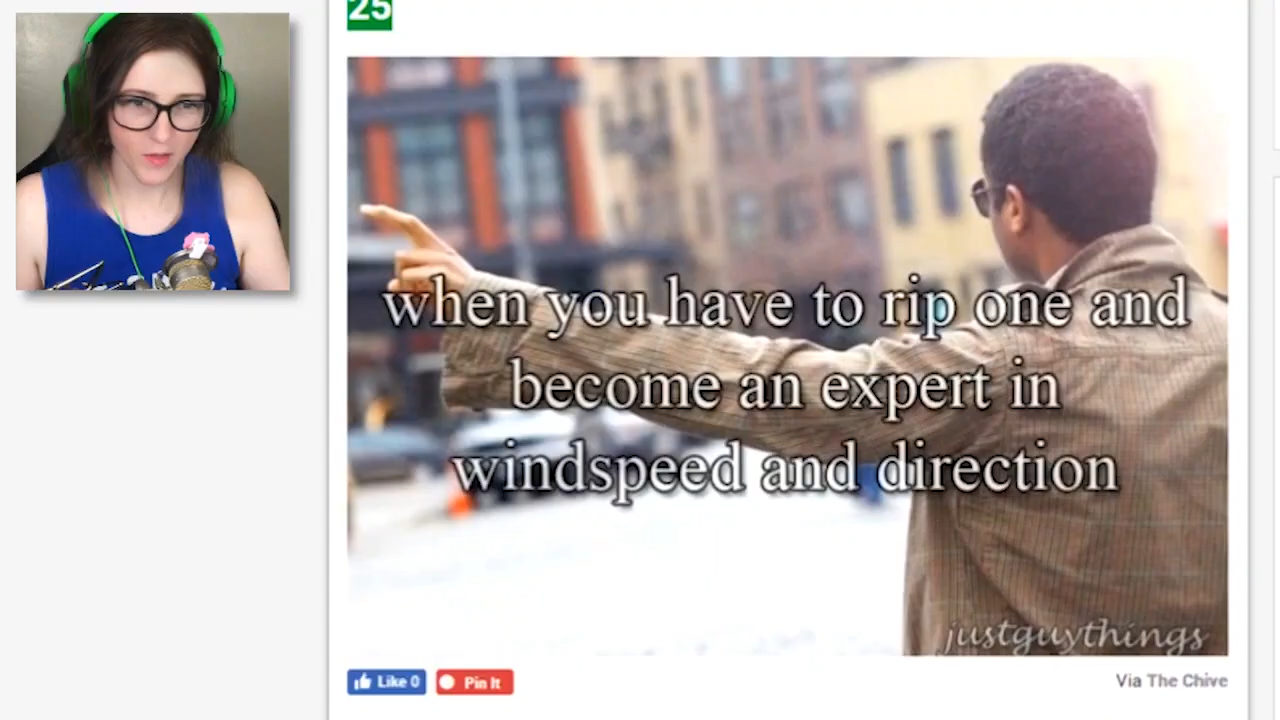 25
when you have to rip one and
become an expert in
windspeed and direction
justguythings
Like 0
Pin It
Via The Chive